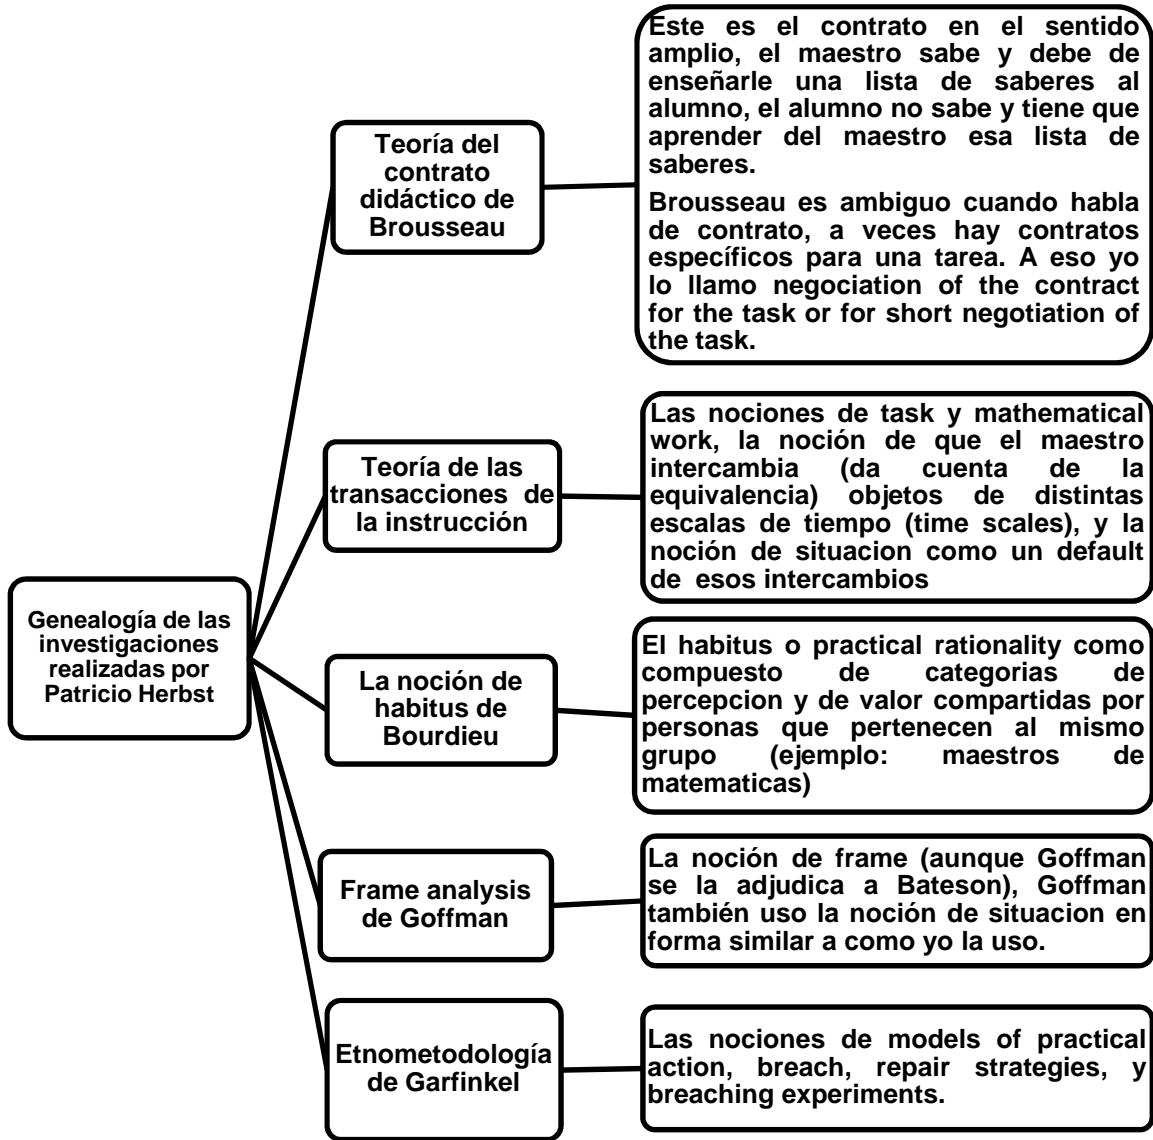 Genealogía de las
investigaciones
realizadas por
Patricio Herbst
Teoría del
contrato
didáctico de
Brousseau
Este es el contrato en el sentido
amplio, el maestro sabe y debe de
enseñarle una lista de saberes al
alumno, el alumno no sabe y tiene que
aprender del maestro esa lista de
saberes.
Brousseau es ambiguo cuando habla
de contrato, a veces hay contratos
específicos para una tarea. A eso yo
lo llamo negociation of the contract
for the task or for short negotiation of
the task.
Teoría de las
transacciones de
la instrucción
Las nociones de task y mathematical
work, la noción de que el maestro
intercambia (da cuenta de la
equivalencia) objetos de distintas
escalas de tiempo (time scales), y la
noción de situacion como un default
de esos intercambios
La noción de
habitus de
Bourdieu
El habitus o practical rationality como
compuesto de categorias de
percepcion y de valor compartidas por
personas que pertenecen al mismo
grupo (ejemplo: maestros de
matematicas)
Frame analysis
de Goffman
La noción de frame (aunque Goffman
se la adjudica a Bateson), Goffman
también uso la noción de situacion en
forma similar a como yo la uso.
Etnometodología
de Garfinkel
Las nociones de models of practical
action, breach, repair strategies, y
breaching experiments.